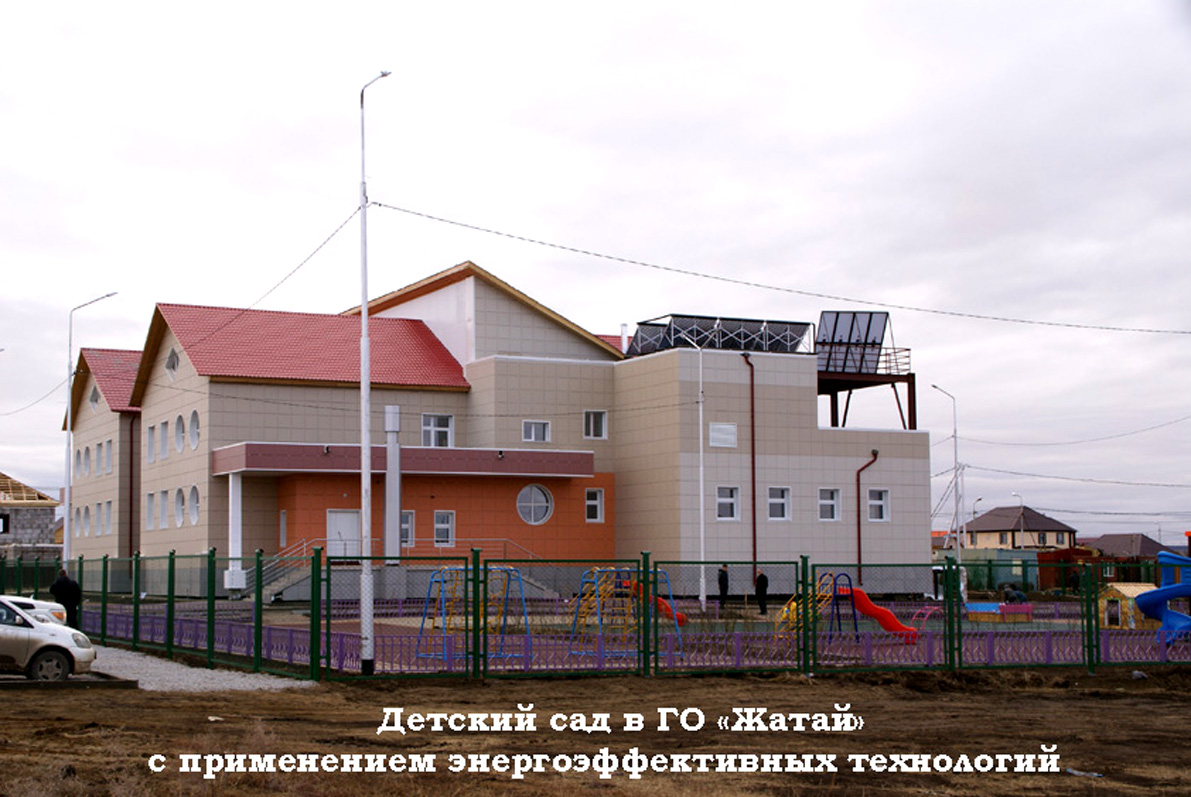 Детский сад в ГО «Жатай»
с применением энергоэффективных технологий